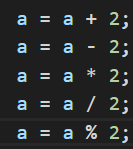 a = a + 2;
a = a - 2;
a = a * 2;
a = a / 2;
a = a % 2;